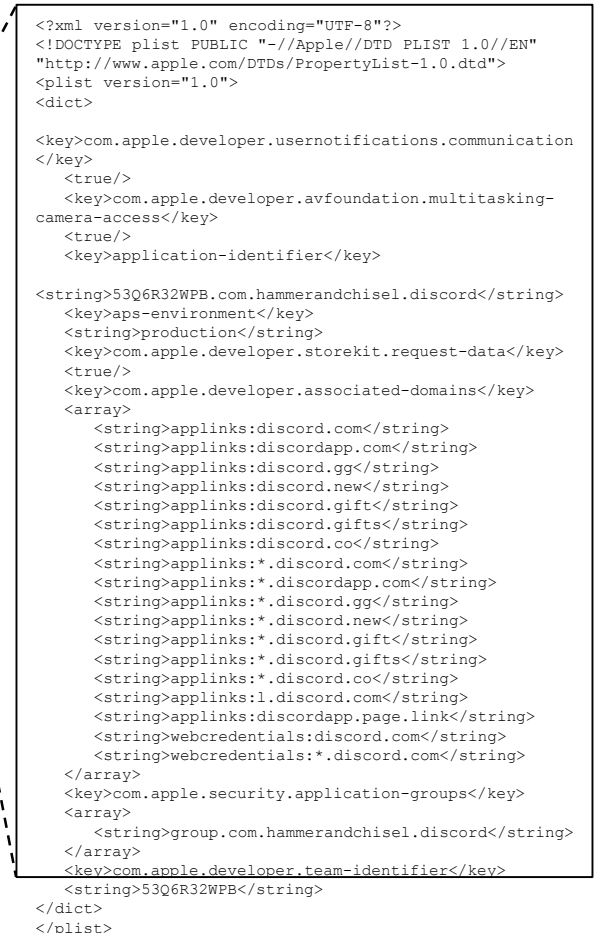 <?xml version="1.0" encoding="UTF-8"?>
<!DOCTYPE plist PUBLIC "-//Apple//DTD PLIST 1.0//EN"
"http://www.apple.com/DTDs/PropertyList-1.0.dtd">
<plist version="1.0">
<dict>
<key>com.apple.developer.usernotifications.communication
</key>
<true/>
<key>com.apple.developer.avfoundation.multitasking-
camera-access</key>
<true/>
<key>application-identifier</key>
<string>53Q6R32WPB.com.hammerandchisel.discord</string>
<key>aps-environment</key>
<string>production</string>
<key>com.apple.developer.storekit.request-data</key>
<true/>
<key>com.apple.developer.associated-domains</key>
<array>
<string>applinks:discord.com</string>
<string>applinks:discordapp.com</string>
<string>applinks:discord.gg</string>
<string>applinks:discord.new</string>
<string>applinks:discord.gift</string>
<string>applinks:discord.gifts</string>
<string>applinks:discord.co</string>
<string>applinks:*.discord.com</string>
<string>applinks:*.discordapp.com</string>
<string>applinks:*.discord.gg</string>
<string>applinks:*.discord.new</string>
<string>applinks:*.discord.gift</string>
<string>applinks:*.discord.gifts</string>
<string>applinks:*.discord.co</string>
<string>applinks:l.discord.com</string>
<string>applinks:discordapp.page.link</string>
<string>webcredentials:discord.com</string>
<string>webcredentials:*.discord.com</string>
</array>
<key>com.apple.security.application-groups</key>
<array>
<string>group.com.hammerandchisel.discord</string>
</array>
<key>com.apple.developer.team-identifier</key>
<string>53Q6R32WPB</string>
</dict>
</plist>